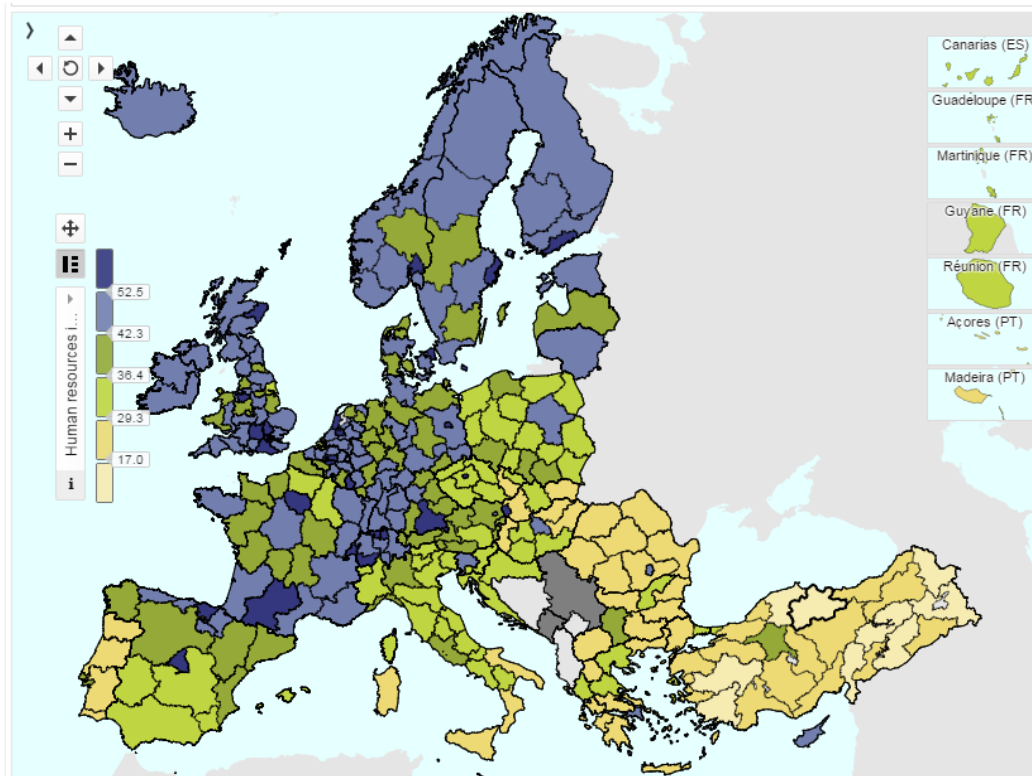 Canarias (ES)
Guadeloupe (FR
Martinique (FR)
Guyane (FR)
Réunion (FR)
Açores (PT)
Madeira (PT)
52.5
42.3
36.4
29.3
17.0
Human resources i...
i